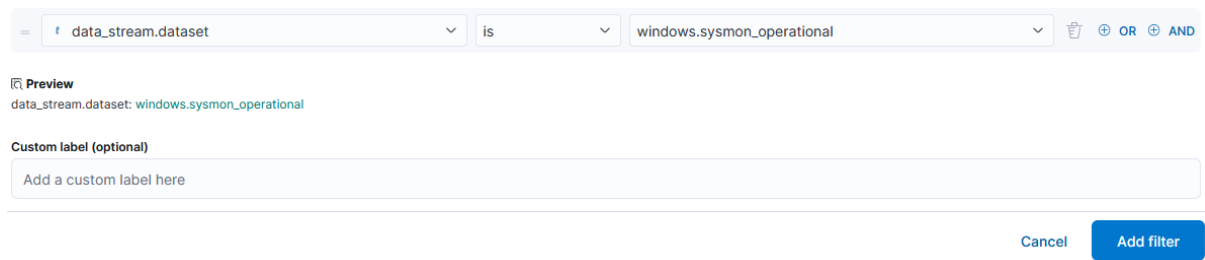 t data_stream.dataset is windows.sysmon_operational OR AND
Preview
data_stream.dataset: windows.sysmon_operational
Custom label (optional)
Add a custom label here
Cancel Add filter